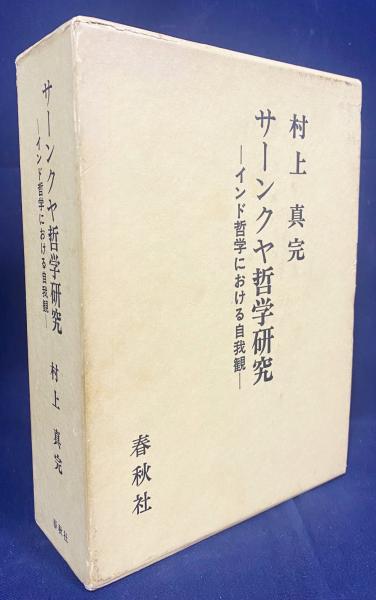 村上真完
サーンクヤ哲学研究
―インド哲学における自我観―
春秋社
サーンクヤ哲学研究
―インド哲学における自我観―
村上真完
春秋社